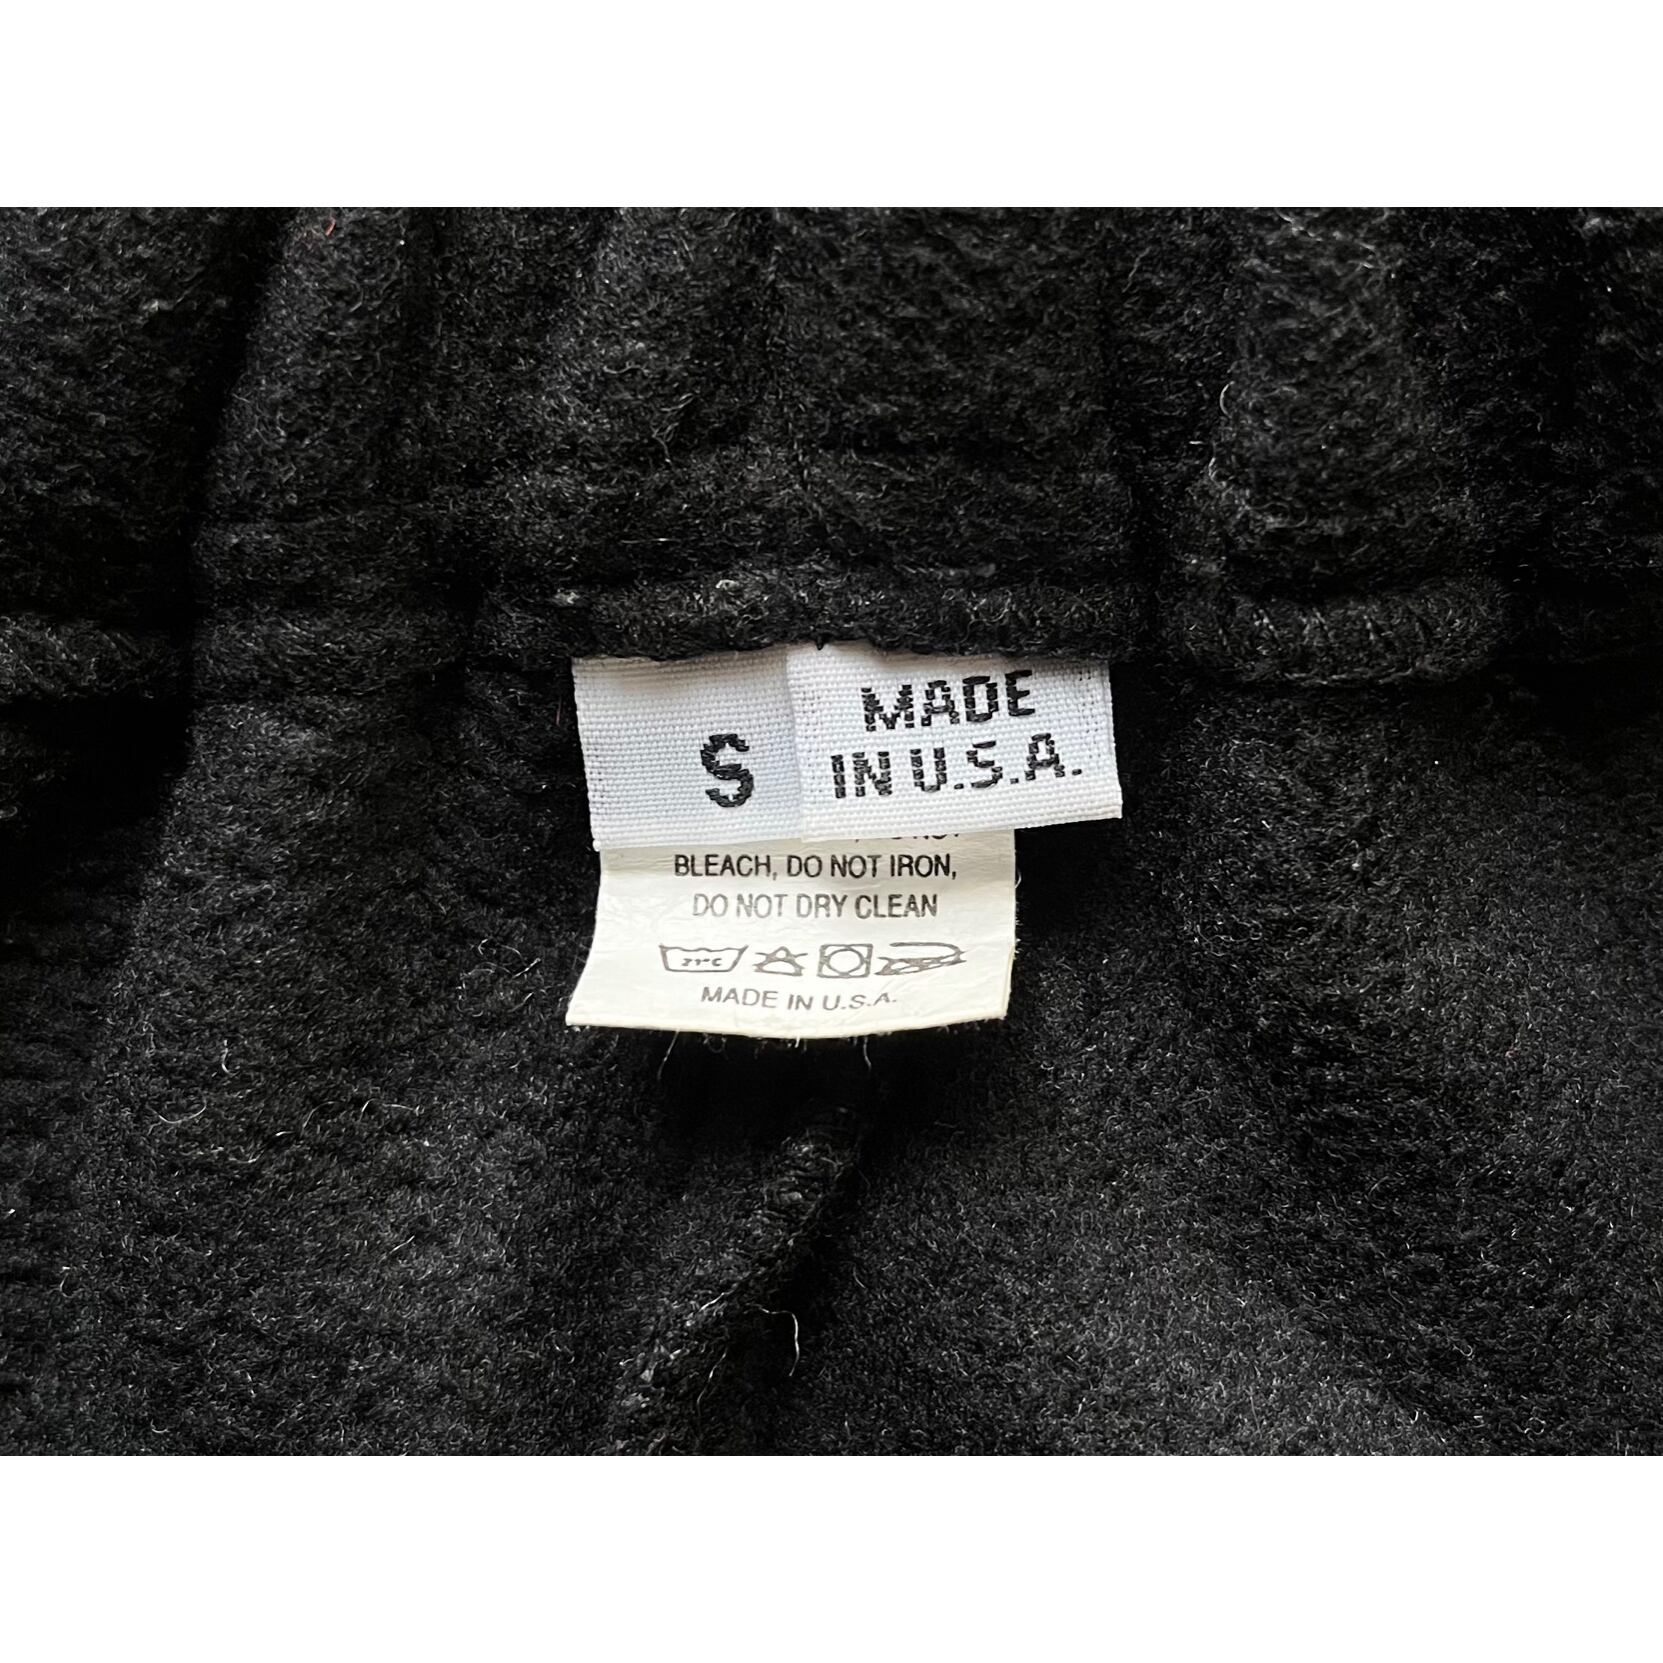 S
MADE
IN U.S.A.
BLEACH, DO NOT IRON,
DO NOT DRY CLEAN
MADE IN U.S.A.